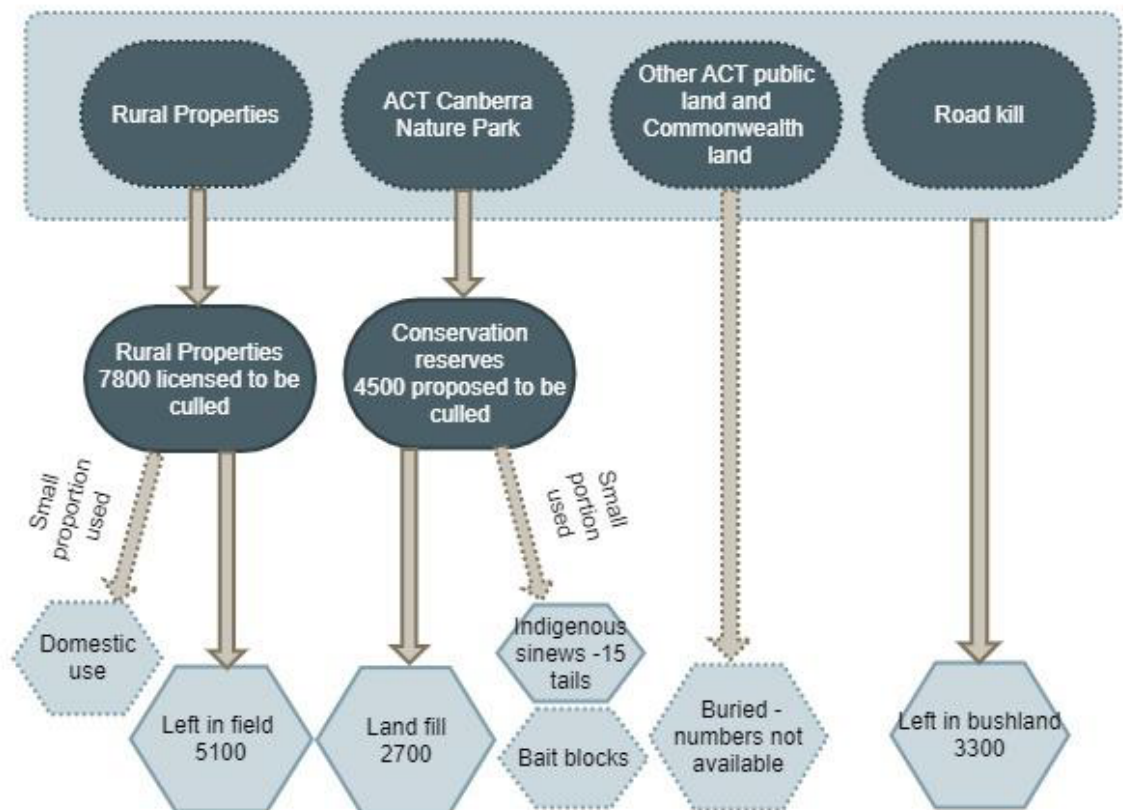 Rural Properties
ACT Canberra
Nature Park
Other ACT public
land and
Commonwealth
land
Road kill
Rural Properties
7800 licensed to be
culled
Conservation
reserves
4500 proposed to be
culled
Small
proportion
used
Small
portion
used
Domestic
use
Left in field
5100
Land fill
2700
Indigenous
sinews -15
tails
Bait blocks
Buried -
numbers not
available
Left in bushland
3300